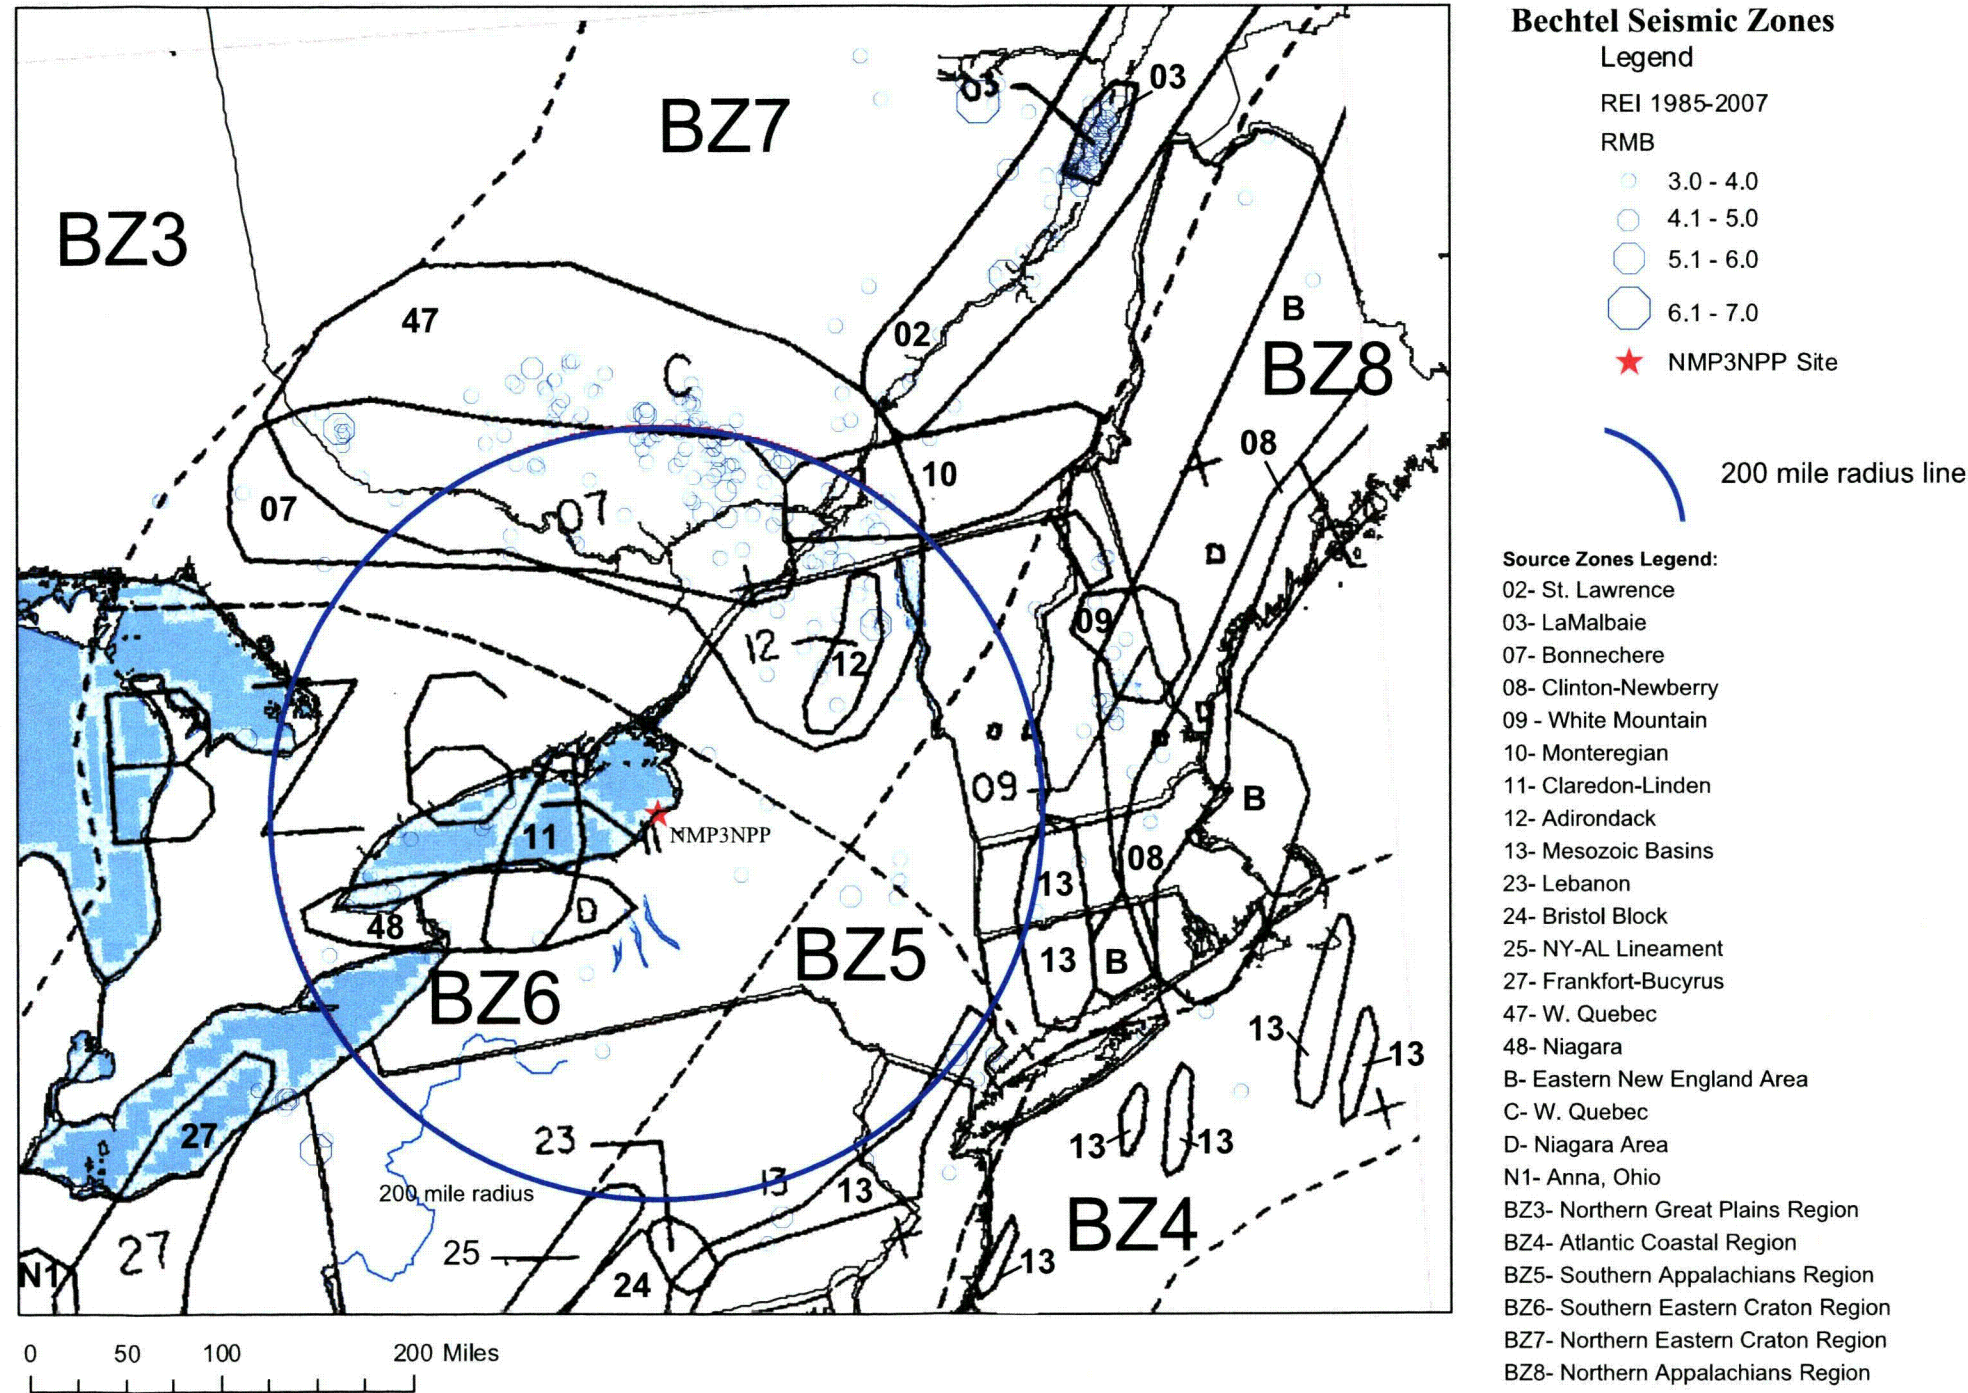 Bechtel Seismic Zones
Legend
REI 1985-2007
RMB
3.0 - 4.0
4.1 - 5.0
5.1 - 6.0
6.1 - 7.0
NMP3NPP Site
200 mile radius line
Source Zones Legend:
02- St. Lawrence
03- LaMalbaie
07- Bonnechere
08- Clinton-Newberry
09 - White Mountain
10- Monteregian
11- Claredon-Linden
12- Adirondack
13- Mesozoic Basins
23- Lebanon
24- Bristol Block
25- NY-AL Lineament
27- Frankfort-Bucyrus
47- W. Quebec
48- Niagara
B- Eastern New England Area
C- W. Quebec
D- Niagara Area
N1- Anna, Ohio
BZ3- Northern Great Plains Region
BZ4- Atlantic Coastal Region
BZ5- Southern Appalachians Region
BZ6- Southern Eastern Craton Region
BZ7- Northern Eastern Craton Region
BZ8- Northern Appalachians Region
03
03
BZ7
BZ3
47
C
02
B
BZ8
08
10
07
07
D
09
12
12
09
09
11
NMP3NPP
B
08
13
48
D
BZ5
13
B
BZ6
13
13
23
27
13
13
13
13
200 mile radius
BZ4
25
27
13
24
N1
0 50 100 200 Miles